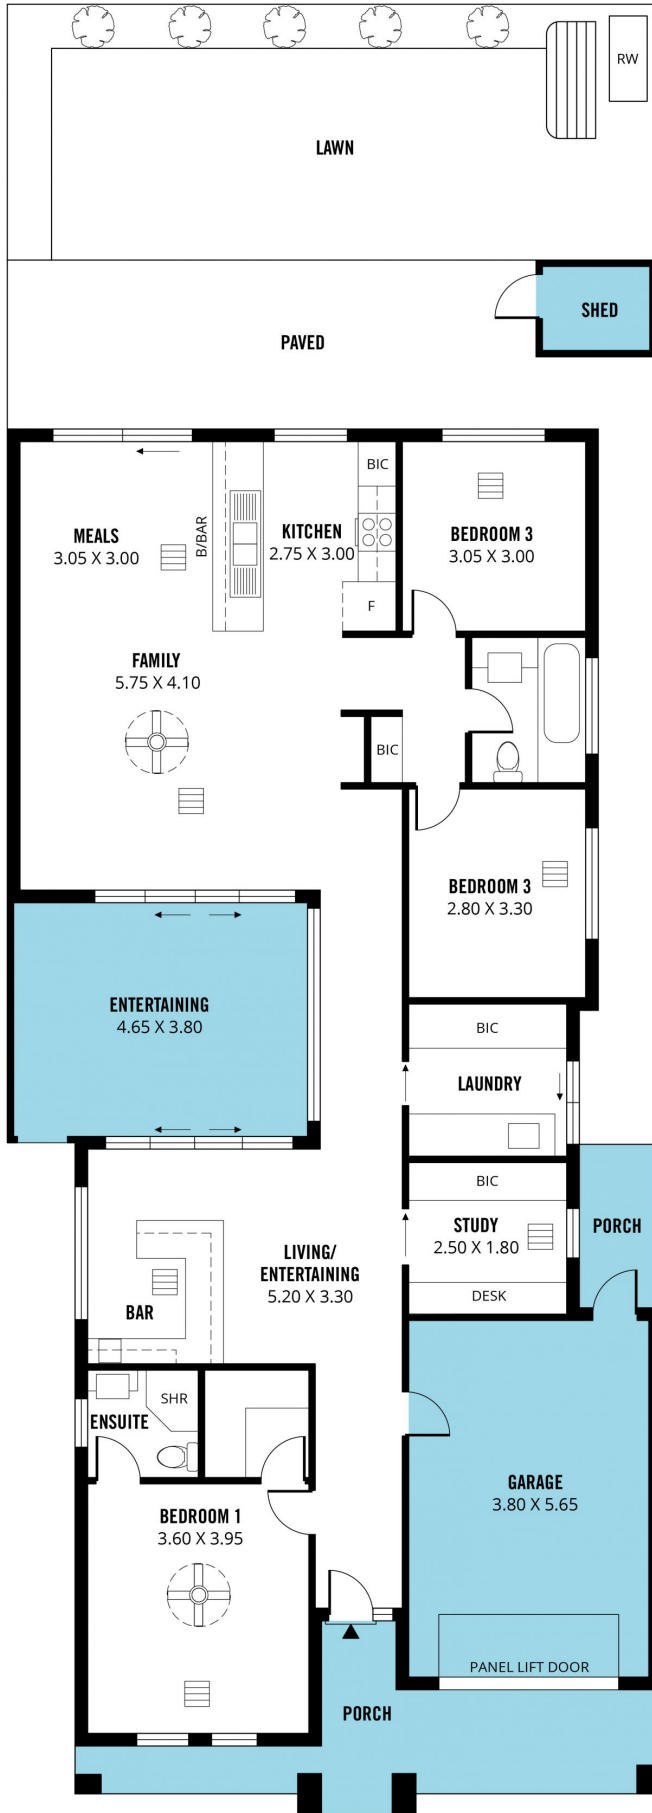 RW
LAWN
SHED
PAVED
BIC
MEALS
3.05 X 3.00
B/BAR
KITCHEN
2.75 X 3.00
BEDROOM 3
3.05 X 3.00
F
FAMILY
5.75 X 4.10
BIC
BEDROOM 3
2.80 X 3.30
ENTERTAINING
4.65 X 3.80
BIC
LAUNDRY
BIC
STUDY
2.50 X 1.80
DESK
PORCH
LIVING/
ENTERTAINING
5.20 X 3.30
BAR
SHR
ENSUITE
GARAGE
3.80 X 5.65
BEDROOM 1
3.60 X 3.95
PANEL LIFT DOOR
PORCH